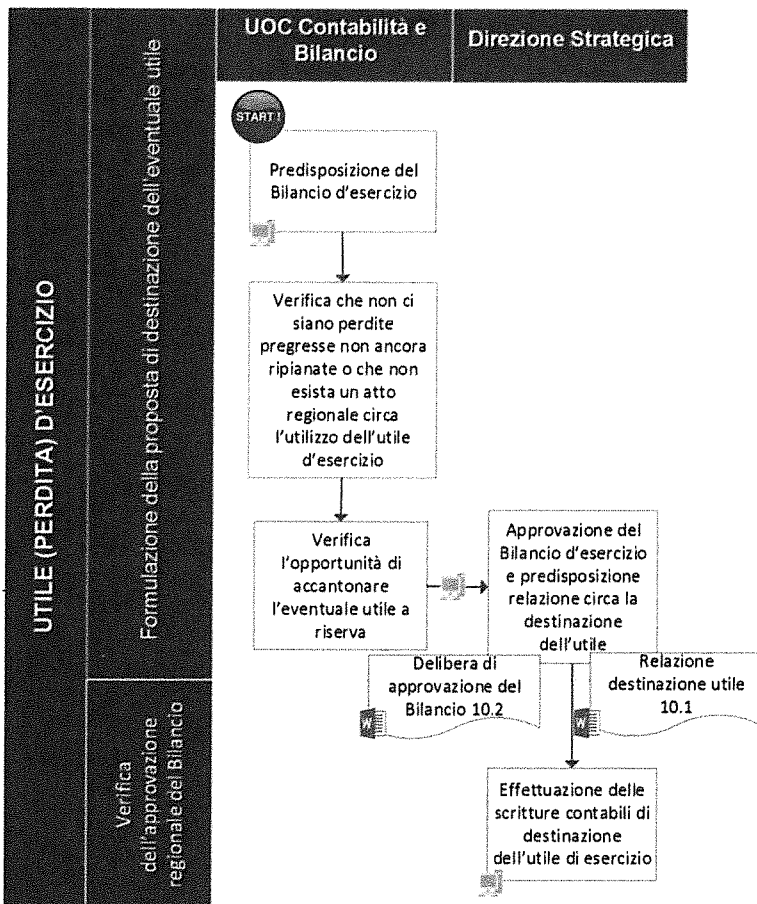 UOC Contabilità e
Bilancio
Direzione Strategica
UTILE (PERDITA) D'ESERCIZIO
Formulazione della proposta di destinazione dell'eventuale utile
START !
Predisposizione del
Bilancio d'esercizio
Verifica che non ci
siano perdite
pregresse non ancora
ripianate o che non
esista un atto
regionale circa
l'utilizzo dell'utile
d'esercizio
Verifica
l'opportunità di
accantonare
l'eventuale utile a
riserva
Approvazione del
Bilancio d'esercizio
e predisposizione
relazione circa la
destinazione
dell'utile
Delibera di
approvazione del
Bilancio 10.2
W
Relazione
destinazione utile
10.1
W
Verifica
dell'approvazione
regionale del Bilancio
Effettuazione delle
scritture contabili di
destinazione
dell'utile di esercizio